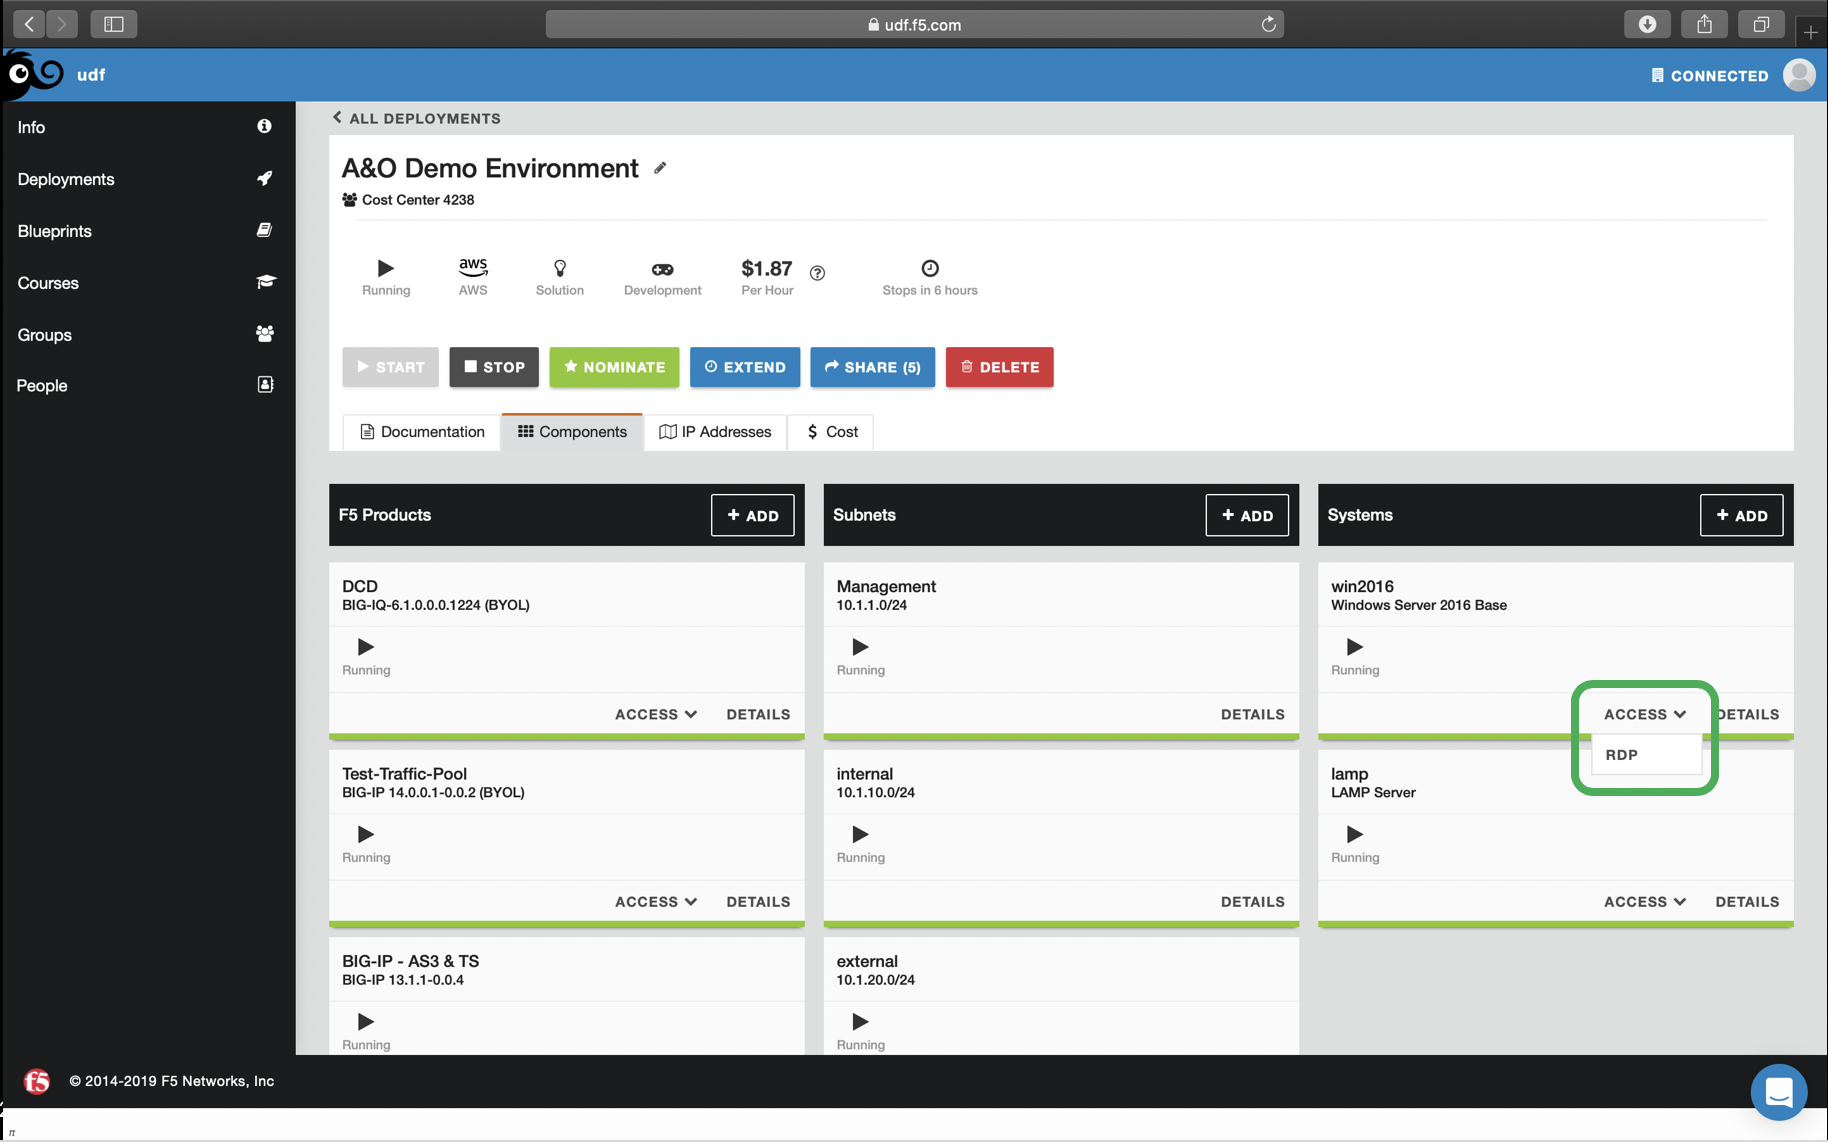 udf.f5.com
udf
CONNECTED
Info
Deployments
Blueprints
Courses
Groups
People
ALL DEPLOYMENTS
A&O Demo Environment
Cost Center 4238
Running
aws
AWS
Solution
Development
$1.87
Per Hour
?
Stops in 6 hours
START
STOP
NOMINATE
EXTEND
SHARE (5)
DELETE
Documentation
Components
IP Addresses
$ Cost
F5 Products
+ ADD
DCD
BIG-IQ-6.1.0.0.0.1224 (BYOL)
Running
ACCESS
DETAILS
Test-Traffic-Pool
BIG-IP 14.0.0.1-0.0.2 (BYOL)
Running
ACCESS
DETAILS
BIG-IP - AS3 & TS
BIG-IP 13.1.1-0.0.4
Running
Subnets
+ ADD
Management
10.1.1.0/24
Running
DETAILS
internal
10.1.10.0/24
Running
DETAILS
external
10.1.20.0/24
Running
Systems
+ ADD
win2016
Windows Server 2016 Base
Running
ACCESS
DETAILS
RDP
lamp
LAMP Server
Running
ACCESS
DETAILS
f5
© 2014-2019 F5 Networks, Inc
π